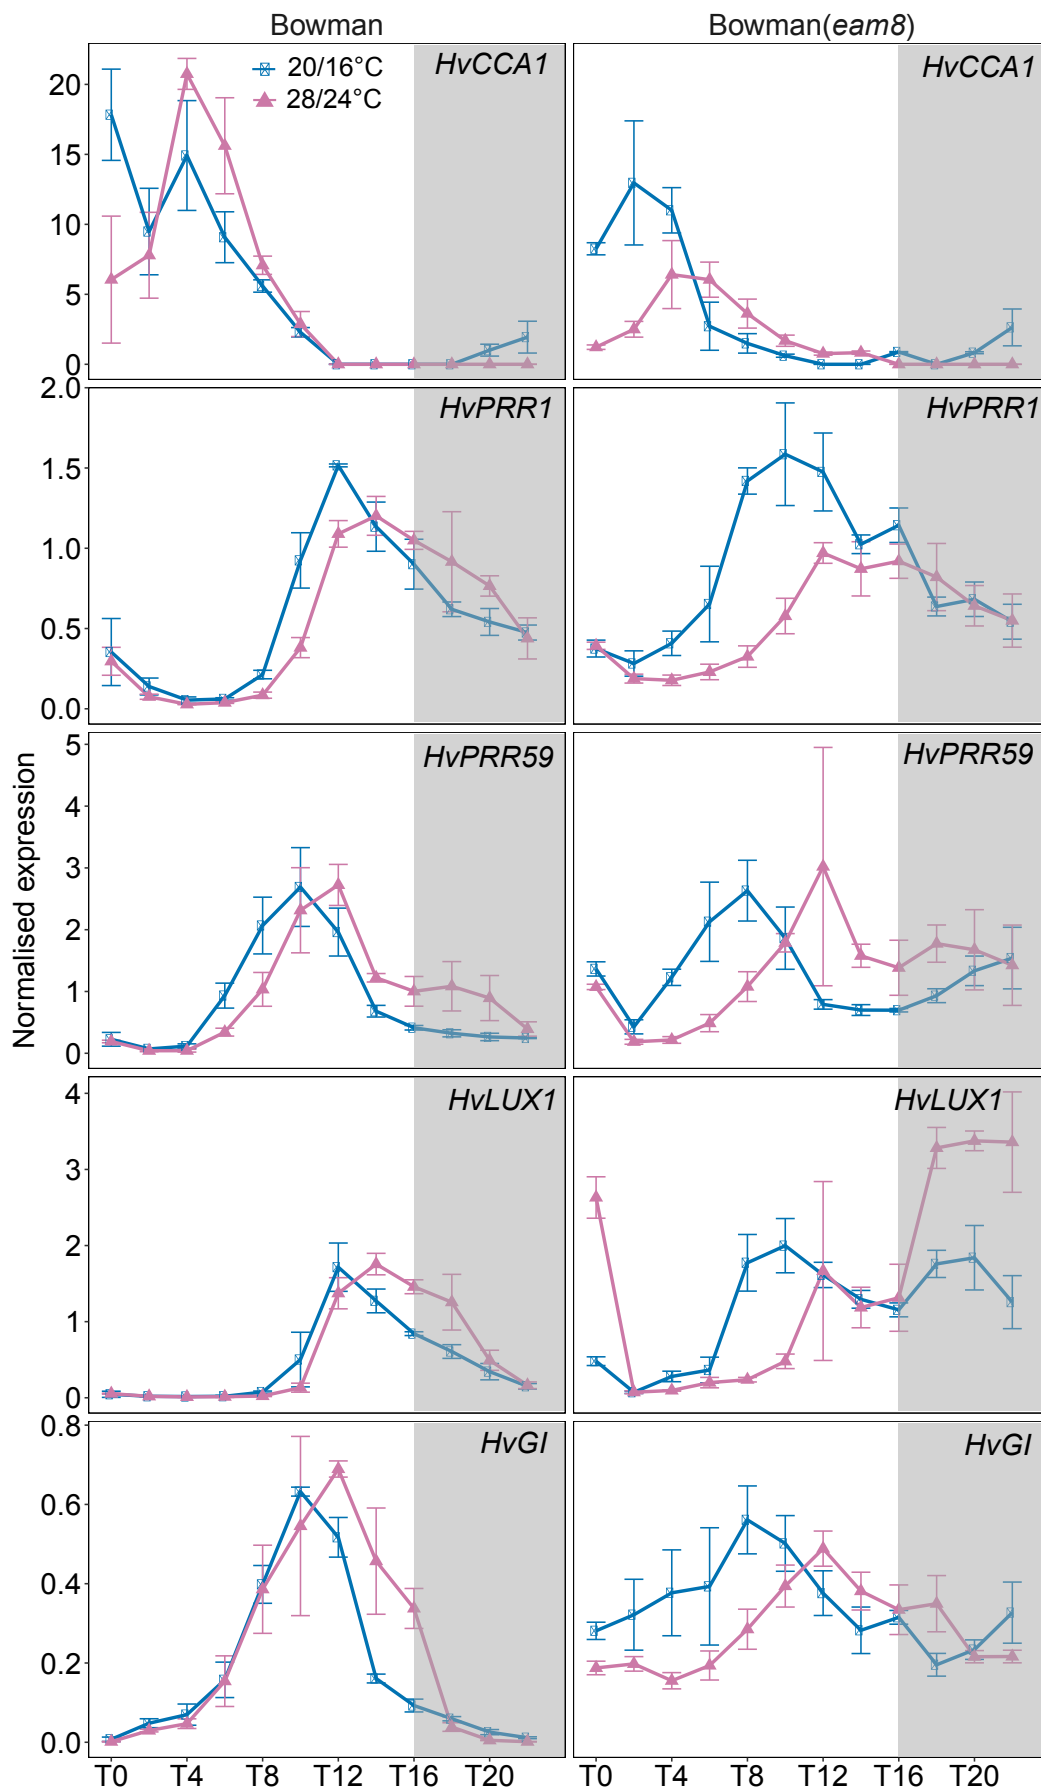 Bowman
Bowman(eam8)
20/16°C
28/24°C
HvCCA1
HvCCA1
20
15
10
5
0
HvPRR1
HvPRR1
2.0
1.5
1.0
0.5
0.0
HvPRR59
HvPRR59
5
4
3
2
1
0
Normalised expression
HvLUX1
HvLUX1
4
3
2
1
0
HvGI
HvGI
0.8
0.6
0.4
0.2
0.0
T0 T4 T8 T12 T16 T20
T0 T4 T8 T12 T16 T20